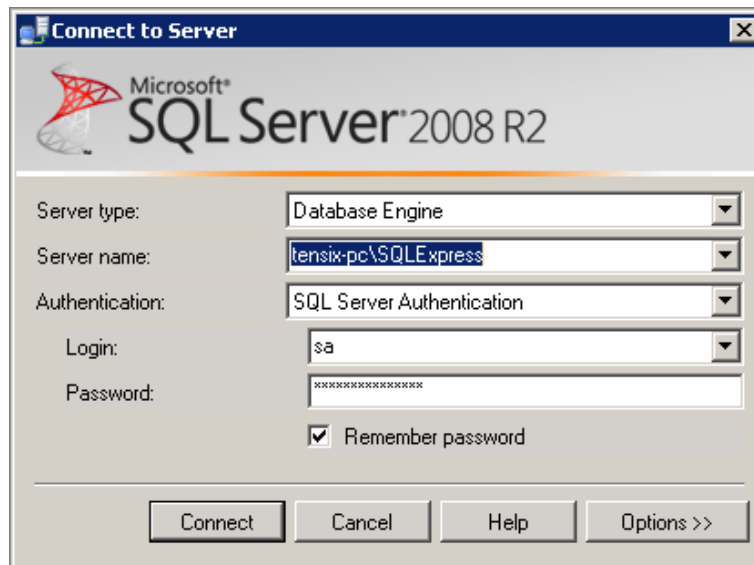 Connect to Server
Microsoft®
SQL Server® 2008 R2
Server type: Database Engine
Server name: tensix-pc\SQLExpress
Authentication: SQL Server Authentication
Login: sa
Password: ***************
Remember password
Connect Cancel Help Options >>